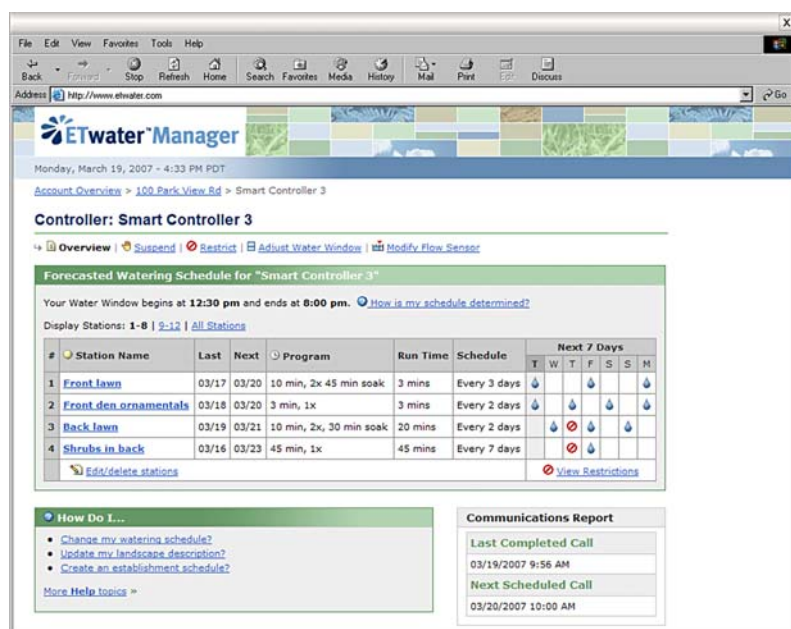 X
File Edit View Favorites Tools Help
Back Forward Stop Refresh Home Search Favorites Media History Mail Print Edit Discuss
Address http://www.etwater.com Go
ETwater™Manager
Monday, March 19, 2007 - 4:33 PM PDT
Account Overview > 100 Park View Rd > Smart Controller 3
Controller: Smart Controller 3
Overview | Suspend | Restrict | Adjust Water Window | Modify Flow Sensor
Forecasted Watering Schedule for "Smart Controller 3"
Your Water Window begins at 12:30 pm and ends at 8:00 pm. How is my schedule determined?
Display Stations: 1-8 | 9-12 | All Stations
# Station Name Last Next Program Run Time Schedule Next 7 Days
T W T F S S M
1 Front lawn 03/17 03/20 10 min, 2x 45 min soak 3 mins Every 3 days
2 Front den ornamentals 03/18 03/20 3 min, 1x 3 mins Every 2 days
3 Back lawn 03/19 03/21 10 min, 2x, 30 min soak 20 mins Every 2 days
4 Shrubs in back 03/16 03/23 45 min, 1x 45 mins Every 7 days
Edit/delete stations View Restrictions
How Do I...
Change my watering schedule?
Update my landscape description?
Create an establishment schedule?
More Help topics »
Communications Report
Last Completed Call
03/19/2007 9:56 AM
Next Scheduled Call
03/20/2007 10:00 AM